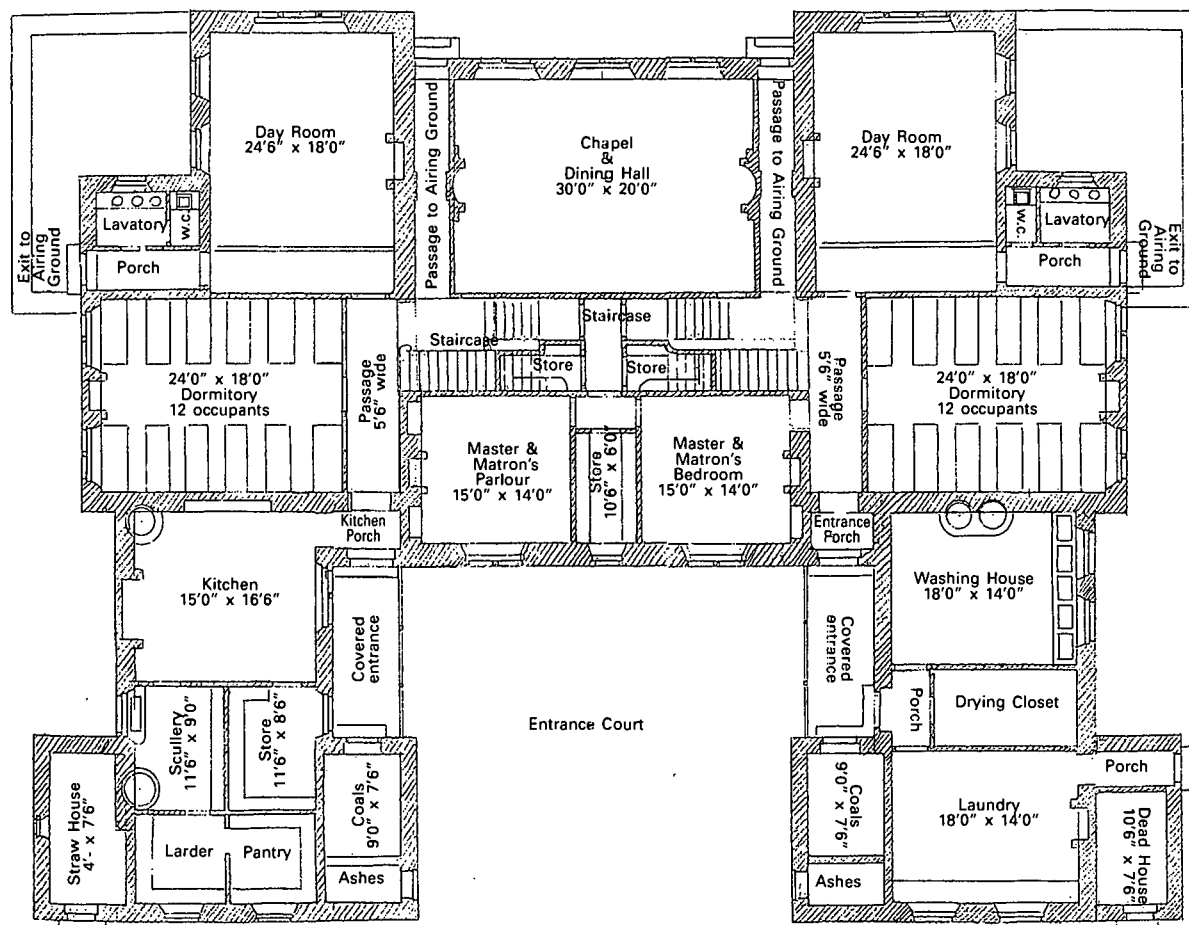 Day Room
24'6" x 18'0"
Passage to Airing Ground
Chapel
&
Dining Hall
30'0" x 20'0"
Passage to Airing Ground
Day Room
24'6" x 18'0"
Lavatory
w.c.
w.c.
Lavatory
Exit to
Airing
Ground
Porch
Porch
Exit to
Airing
Ground
Staircase
Staircase
Store
Store
24'0" x 18'0"
Dormitory
12 occupants
Passage
5'6" wide
Passage
5'6" wide
24'0" x 18'0"
Dormitory
12 occupants
Master &
Matron's
Parlour
15'0" x 14'0"
Store
10'6" x 6'0"
Master &
Matron's
Bedroom
15'0" x 14'0"
Kitchen
Porch
Entrance
Porch
Kitchen
15'0" x 16'6"
Washing House
18'0" x 14'0"
Covered
entrance
Covered
entrance
Entrance Court
Porch
Drying Closet
Scullery
11'6" x 9'0"
Store
11'6" x 8'6"
Straw House
4'- x 7'6"
Coals
9'0" x 7'6"
Coals
9'0" x 7'6"
Laundry
18'0" x 14'0"
Porch
Dead House
10'6" x 7'6"
Larder
Pantry
Ashes
Ashes